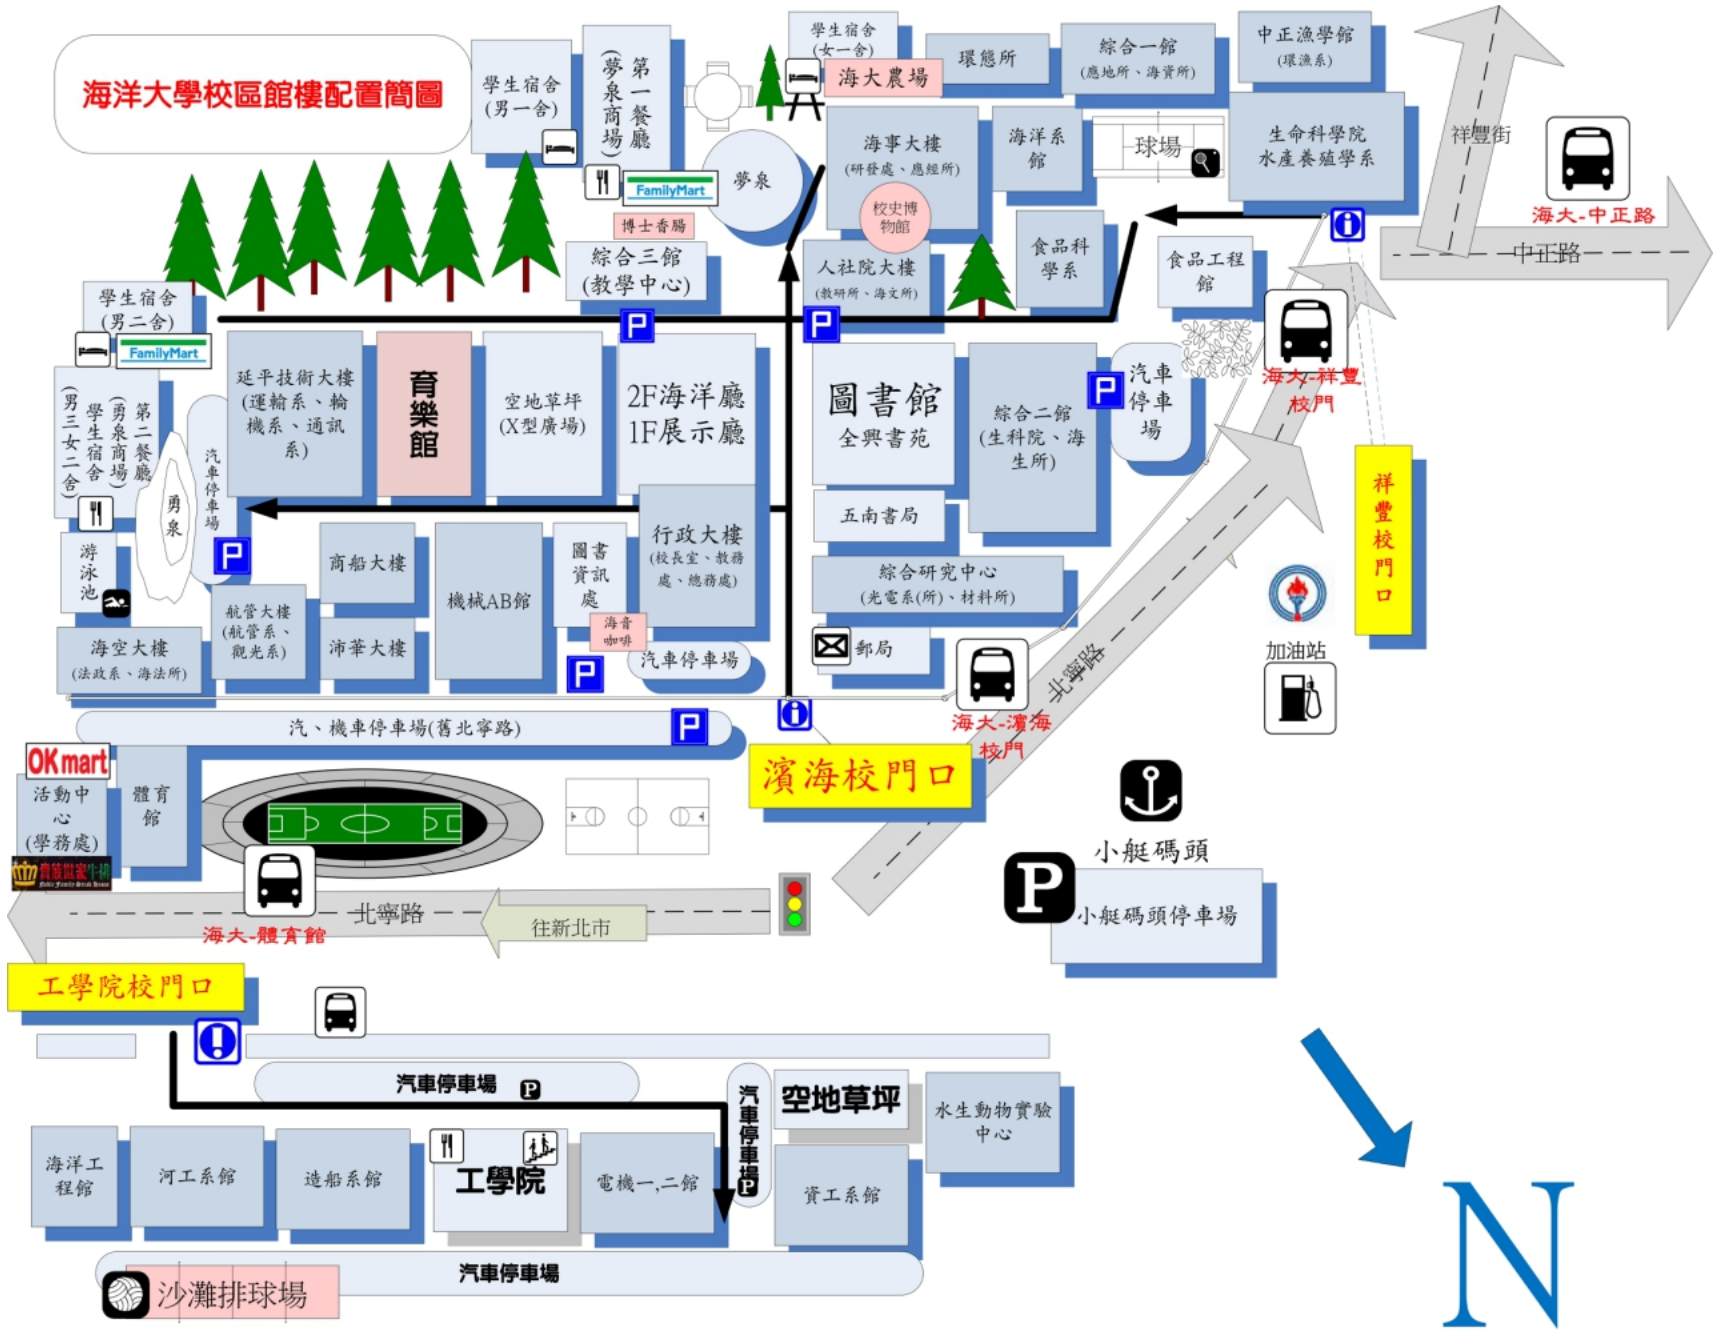 海洋大學校區館樓配置簡圖
學生宿舍
(男一舍)
第一餐廳
(夢泉商場)
FamilyMart
博士香腸
綜合三館
(教學中心)
夢泉
學生宿舍
(女一舍)
海大農場
環態所
綜合一館
(應地所、海資所)
中正漁學館
(環漁系)
海事大樓
(研發處、應經所)
校史博
物館
海洋系
館
球場
生命科學院
水產養殖學系
人社院大樓
(教研所、海文所)
食品科
學系
食品工程
館
祥豐街
海大-中正路
中正路
學生宿舍
(男二舍)
FamilyMart
第二餐廳
(勇泉商場)
學生宿舍
(男三女二舍)
勇泉
汽車停車場
P
游泳池
延平技術大樓
(運輸系、輪
機系、通訊
系)
育樂館
空地草坪
(X型廣場)
P
2F海洋廳
1F展示廳
P
圖書館
全興書苑
綜合二館
(生科院、海
生所)
P
汽車
停車
場
海大-祥豐
校門
祥豐校門口
五南書局
綜合研究中心
(光電系(所)、材料所)
郵局
行政大樓
(校長室、教務
處、總務處)
圖書
資訊
處
海音
咖啡
P
汽車停車場
機械AB館
商船大樓
沛華大樓
航管大樓
(航管系、
觀光系)
海空大樓
(法政系、海法所)
汽、機車停車場(舊北寧路)
P
濱海校門口
海大-濱海
校門
北寧路
加油站
OKmart
活動中
心
(學務處)
貴族世家牛排
Noble Family Steak House
體育
館
海大-體育館
北寧路
往新北市
小艇碼頭
P
小艇碼頭停車場
工學院校門口
汽車停車場
P
汽車停車場
P
空地草坪
水生動物實驗
中心
海洋工
程館
河工系館
造船系館
工學院
電機一,二館
資工系館
汽車停車場
沙灘排球場
N